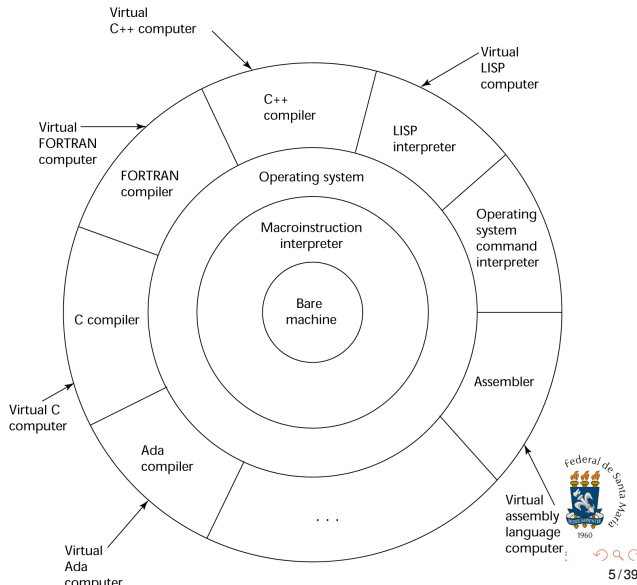 Virtual
C++ computer
Virtual
LISP
computer
C++
compiler
LISP
interpreter
Virtual
FORTRAN
computer
FORTRAN
compiler
Operating system
Operating
system
command
interpreter
Macroinstruction
interpreter
Bare
machine
C compiler
Assembler
Virtual C
computer
Ada
compiler
. . .
Virtual
assembly
language
computer
Virtual
Ada
computer
Federal de Santa Maria
1960
5/39